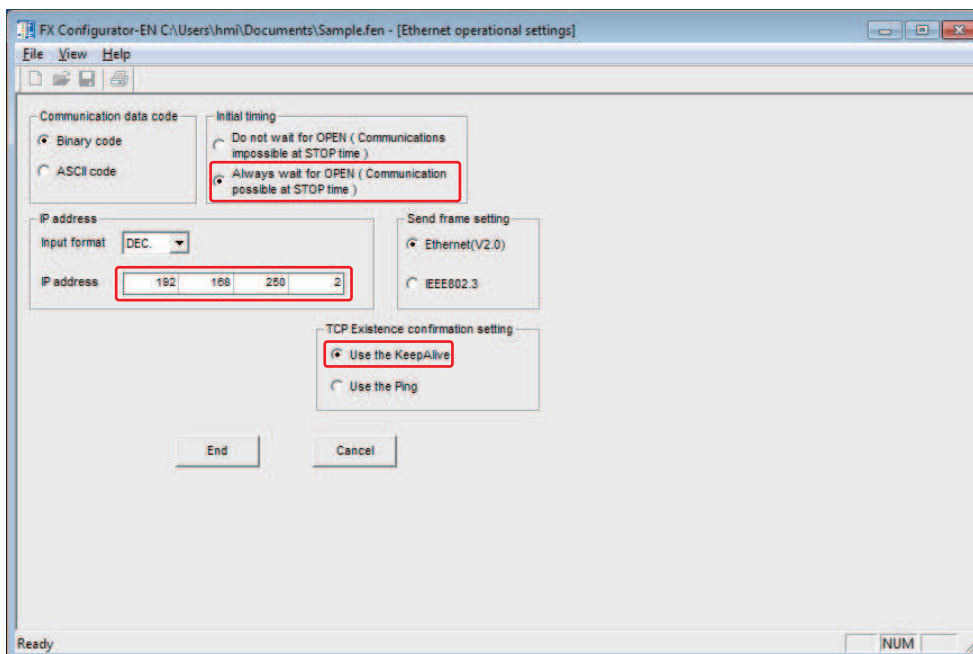 FX Configurator-EN C:\Users\hmi\Documents\Sample.fen - [Ethernet operational settings]
File View Help
Communication data code
Binary code
ASCII code
Initial timing
Do not wait for OPEN ( Communications
impossible at STOP time )
Always wait for OPEN ( Communication
possible at STOP time )
IP address
Input format DEC.
IP address 192 168 250 2
Send frame setting
Ethernet(V2.0)
IEEE802.3
TCP Existence confirmation setting
Use the KeepAlive
Use the Ping
End Cancel
Ready NUM